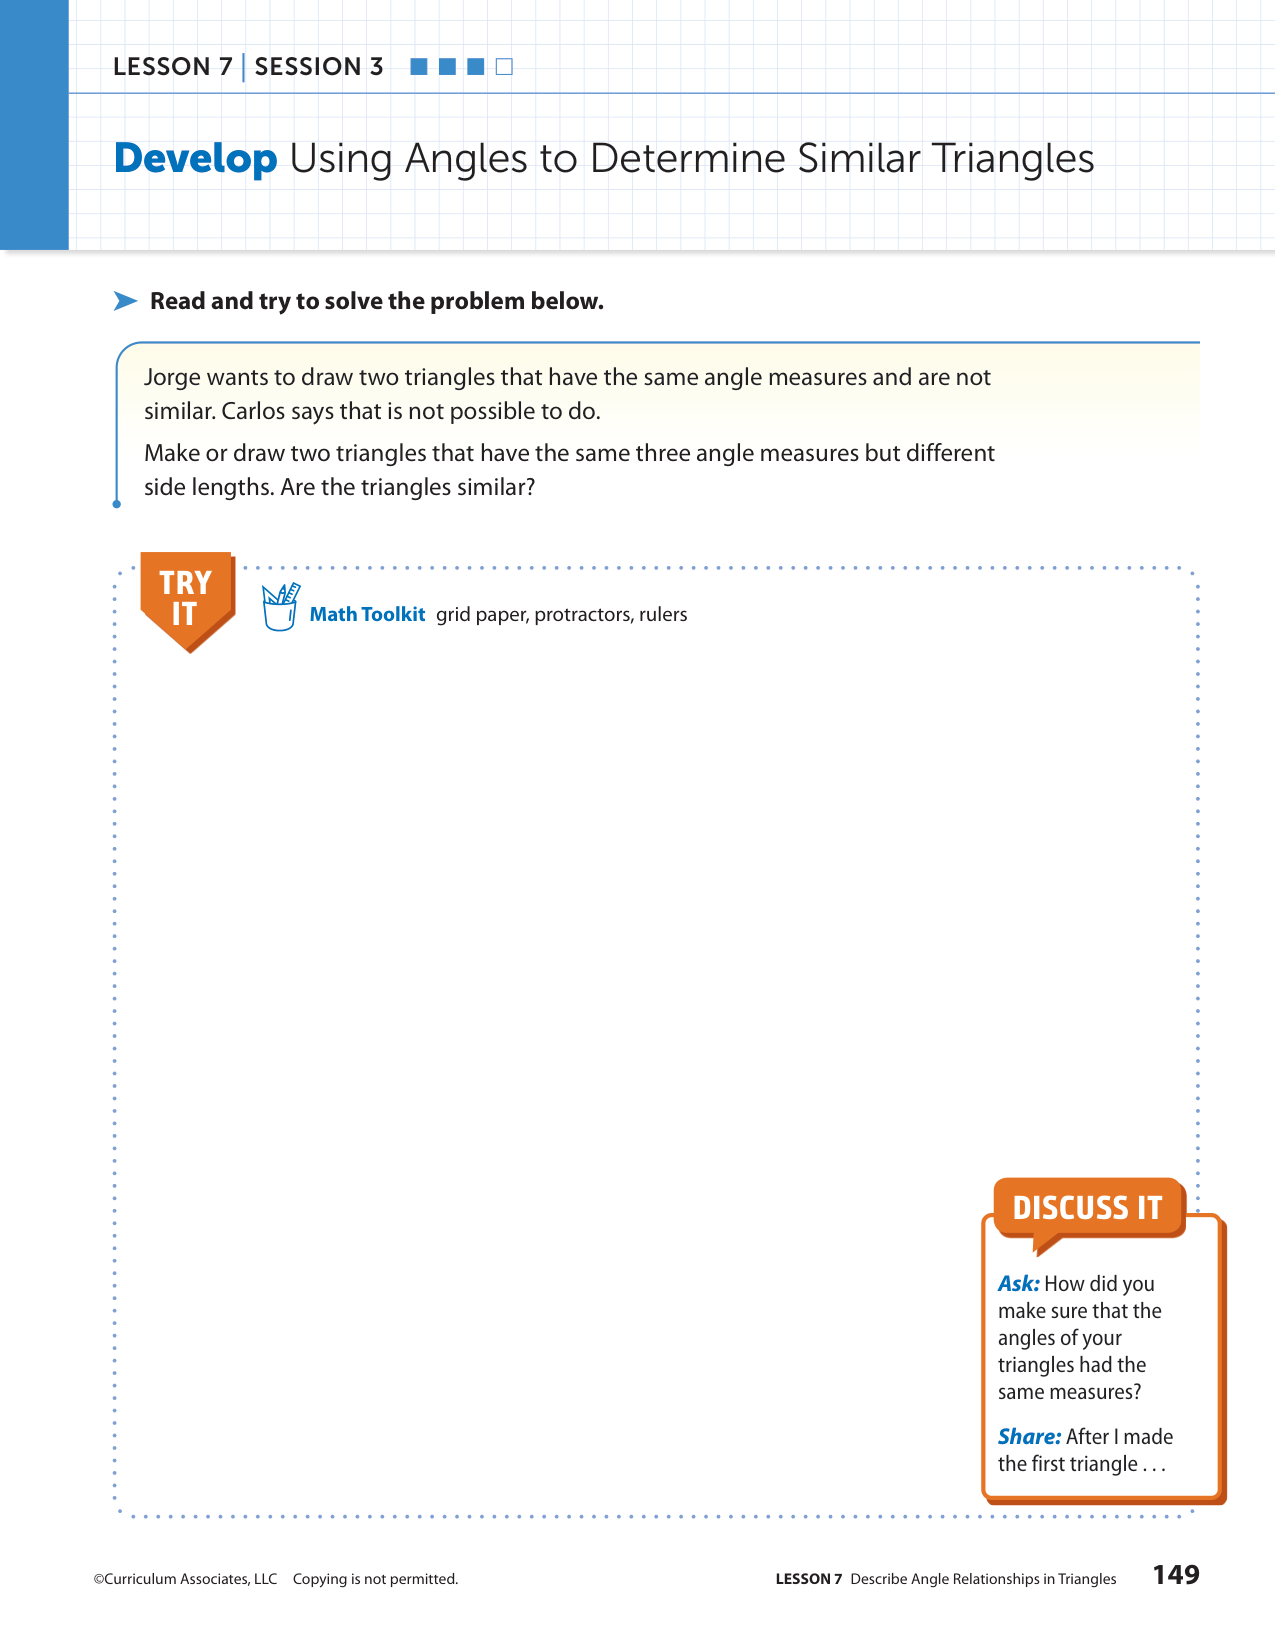 LESSON 7 | SESSION 3
Develop Using Angles to Determine Similar Triangles
Read and try to solve the problem below.
Jorge wants to draw two triangles that have the same angle measures and are not
similar. Carlos says that is not possible to do.
Make or draw two triangles that have the same three angle measures but different
side lengths. Are the triangles similar?
TRY
IT
Math Toolkit grid paper, protractors, rulers
DISCUSS IT
Ask: How did you
make sure that the
angles of your
triangles had the
same measures?
Share: After I made
the first triangle . . .
©Curriculum Associates, LLC Copying is not permitted.
LESSON 7 Describe Angle Relationships in Triangles 149